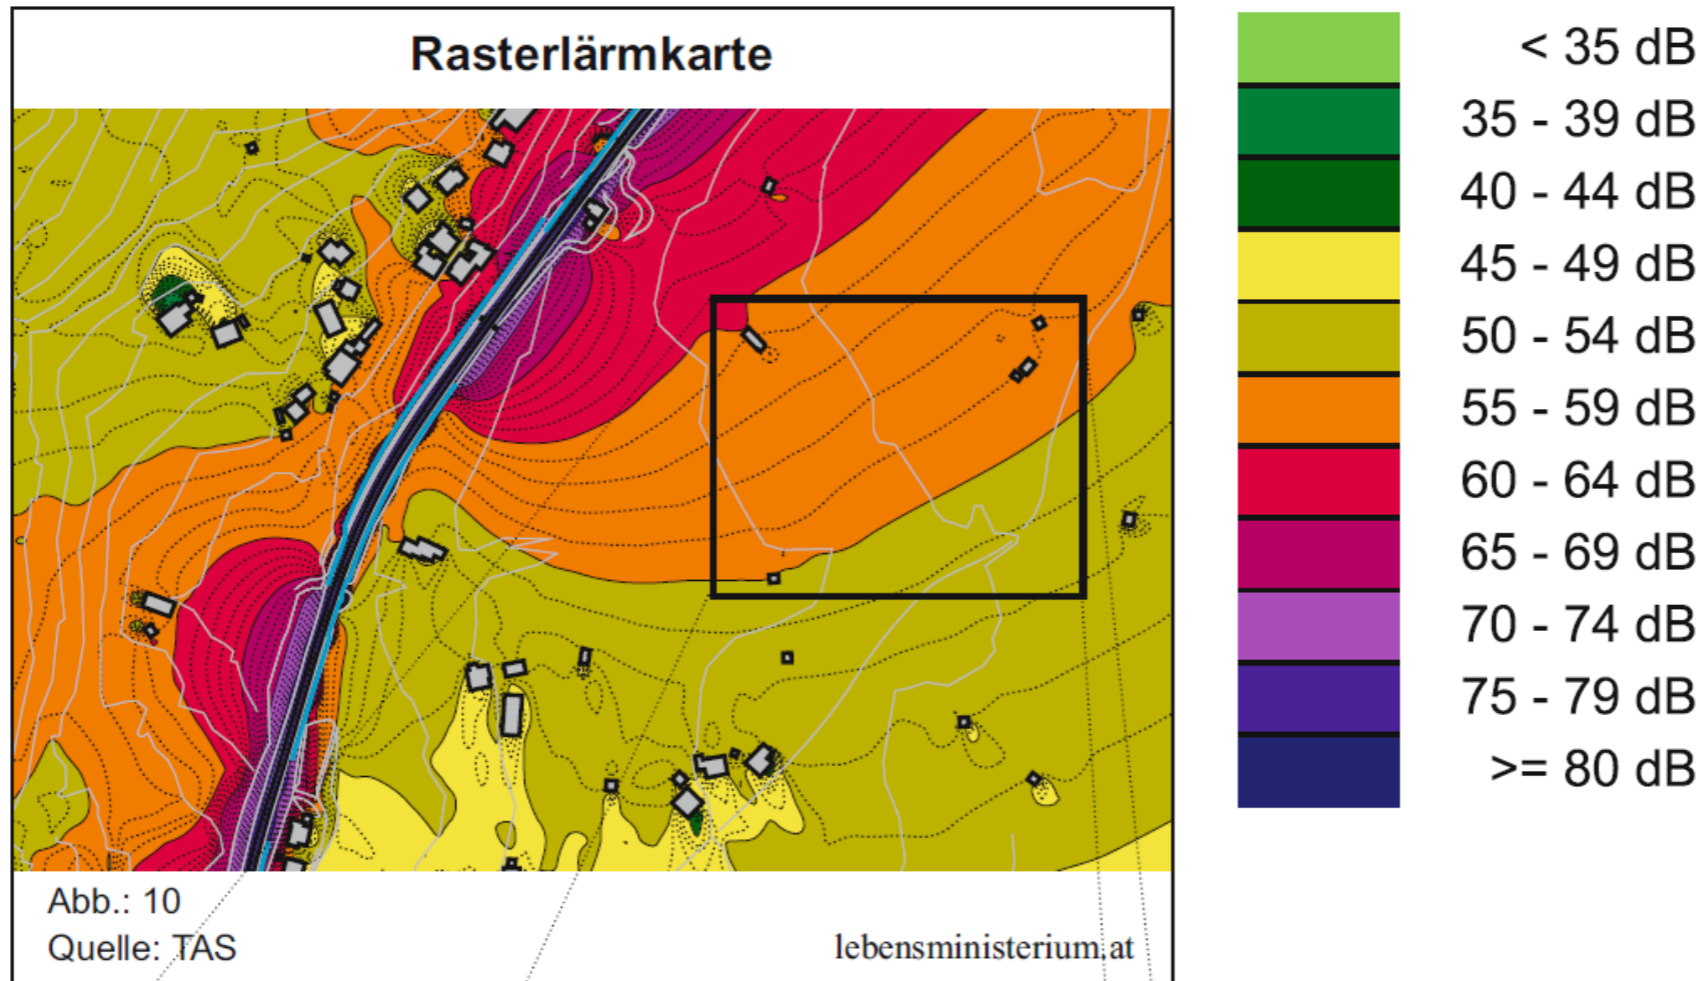 Rasterlärmkarte
Abb.: 10
Quelle: TAS
lebensministerium.at
< 35 dB
35 - 39 dB
40 - 44 dB
45 - 49 dB
50 - 54 dB
55 - 59 dB
60 - 64 dB
65 - 69 dB
70 - 74 dB
75 - 79 dB
>= 80 dB